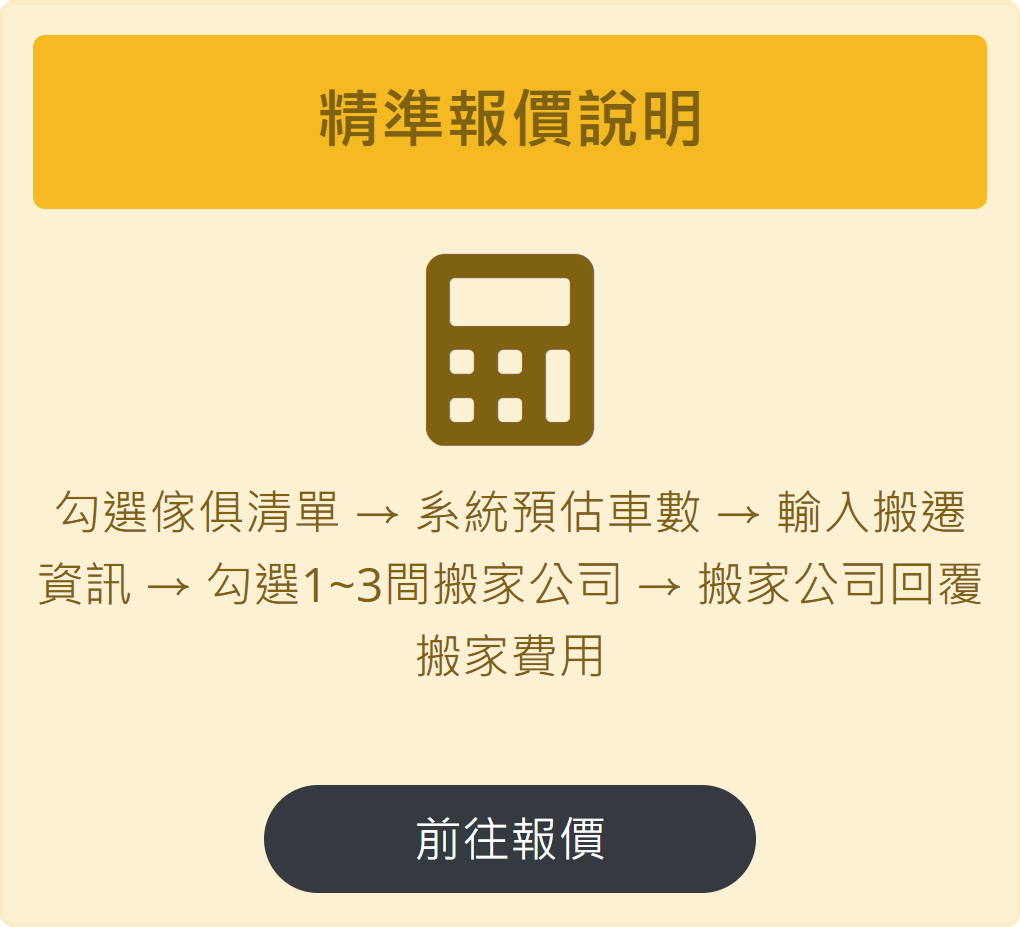 精準報價說明
勾選傢俱清單 → 系統預估車數 → 輸入搬遷
資訊 → 勾選1~3間搬家公司 → 搬家公司回覆
搬家費用
前往報價